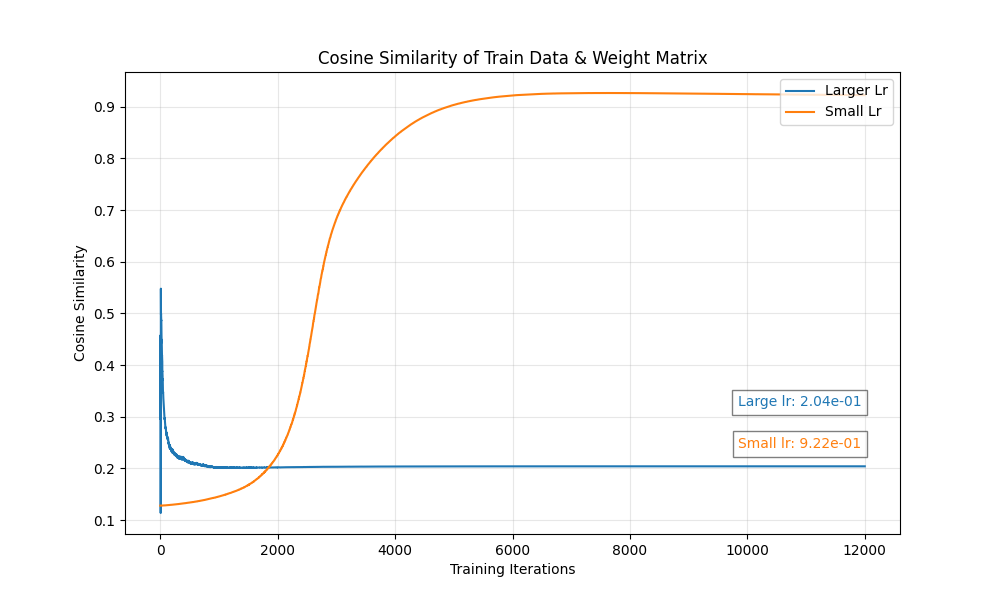 Cosine Similarity of Train Data & Weight Matrix
Larger Lr
Small Lr
Cosine Similarity
0.9
0.8
0.7
0.6
0.5
0.4
0.3
0.2
0.1
Large lr: 2.04e-01
Small lr: 9.22e-01
0 2000 4000 6000 8000 10000 12000
Training Iterations